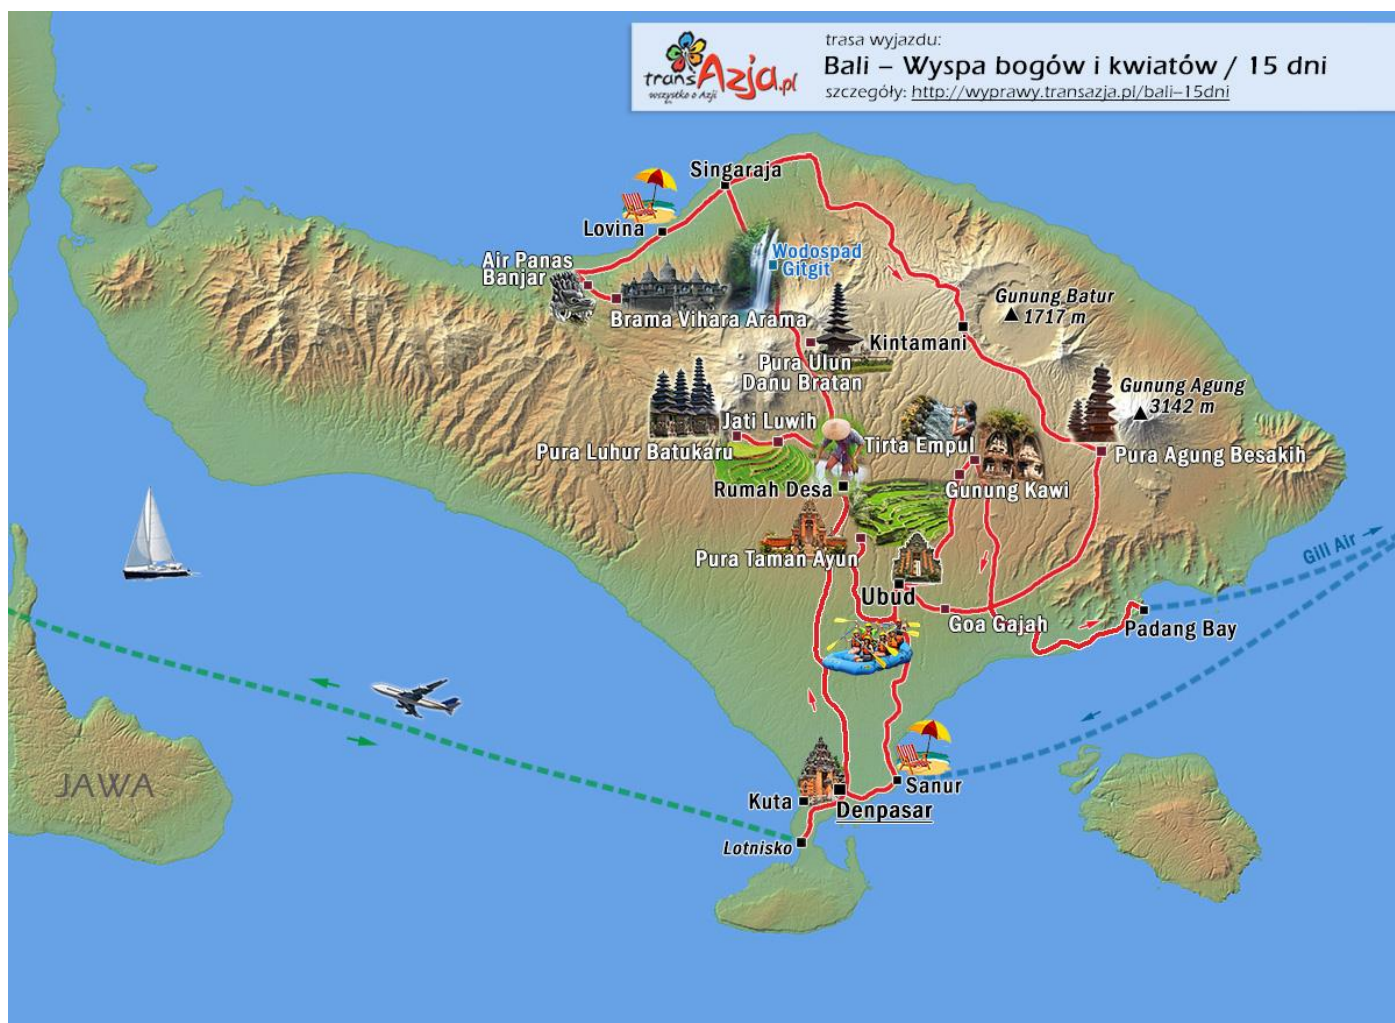 trasa wyjazdu:
transAzja.pl
wszystko o Azji
Bali – Wyspa bogów i kwiatów / 15 dni
szczegóły: http://wyprawy.transazja.pl/bali–15dni
Singaraja
Lovina
Air Panas
Banjar
Wodospad
Gitgit
Brama Vihara Arama
Gunung Batur
1717 m
Kintamani
Pura Ulun
Danu Bratan
Gunung Agung
3142 m
Jati Luwih
Pura Luhur Batukaru
Tirta Empul
Pura Agung Besakih
Rumah Desa
Gunung Kawi
Pura Taman Ayun
Gili Air
Ubud
Goa Gajah
Padang Bay
JAWA
Sanur
Kuta
Denpasar
Lotnisko